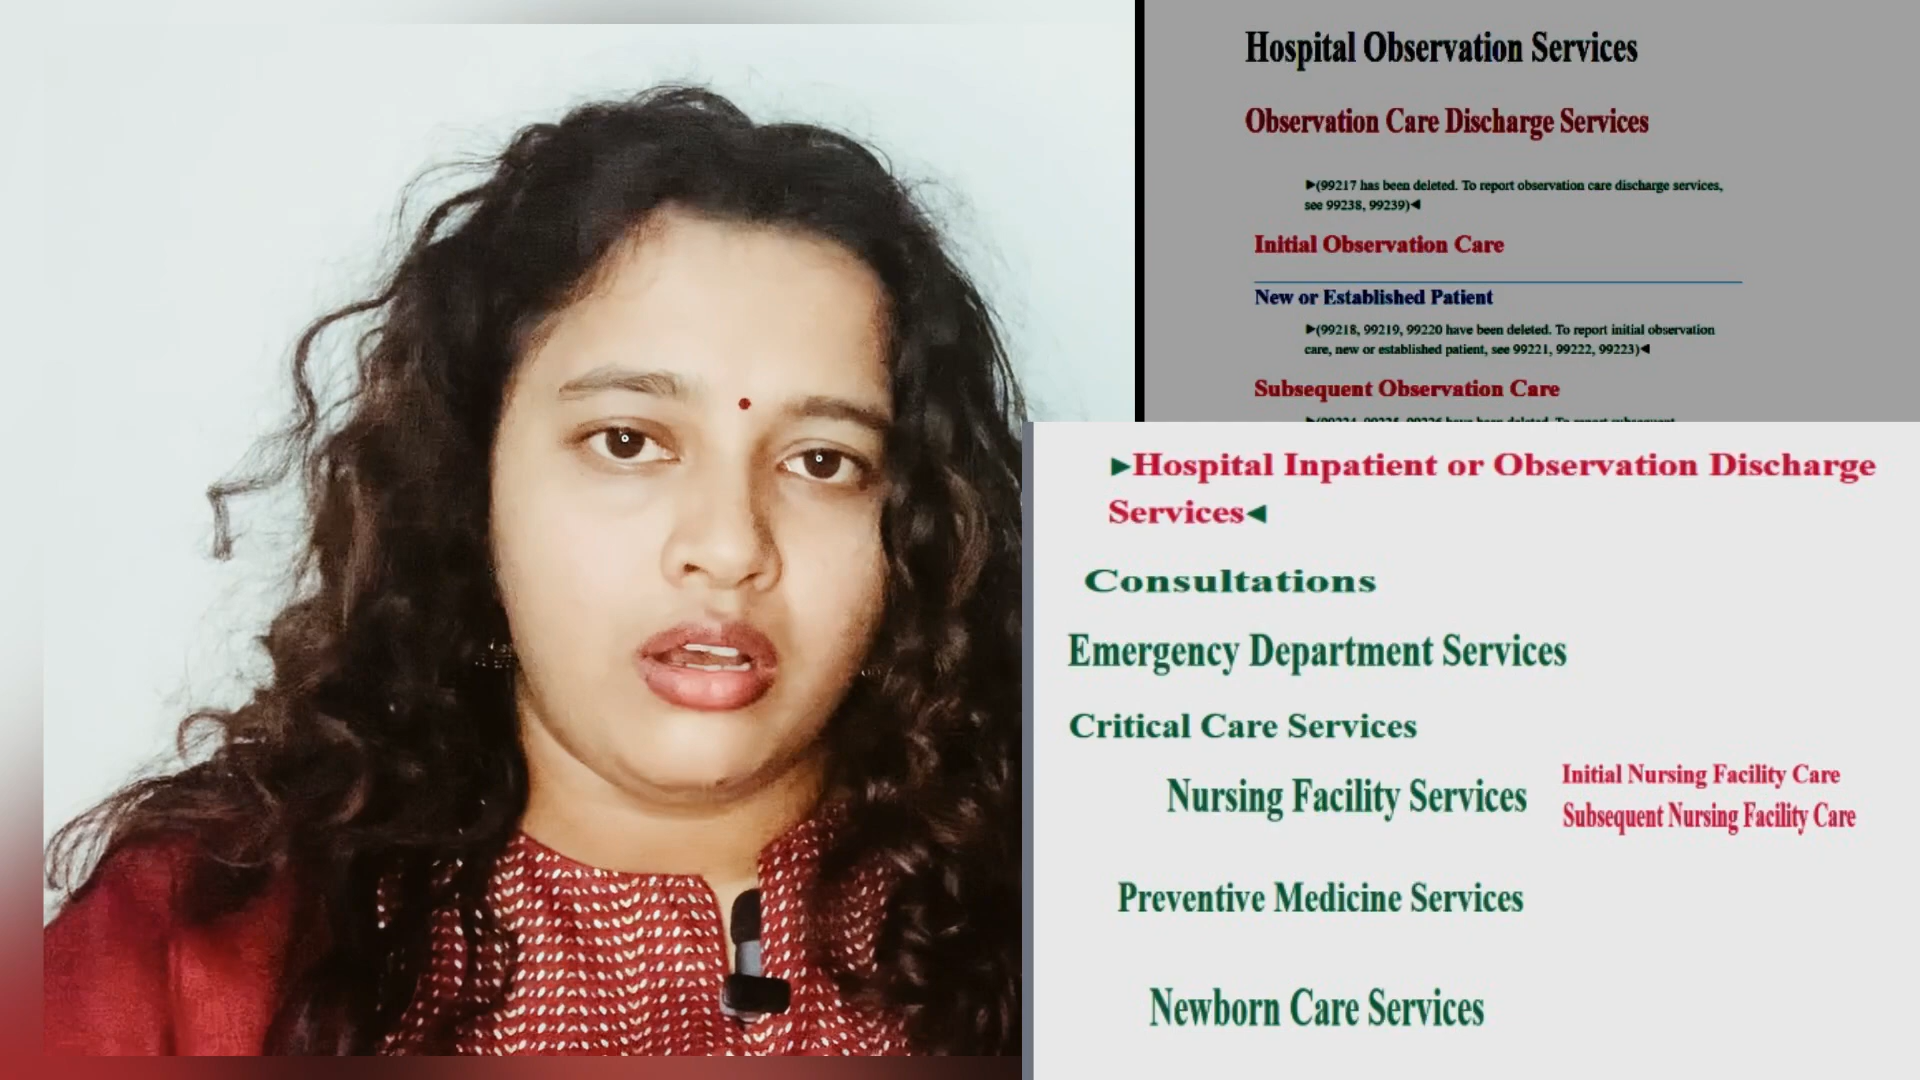 Hospital Observation Services
Observation Care Discharge Services
►(99217 has been deleted. To report observation care discharge services,
see 99238, 99239)◄
Initial Observation Care
New or Established Patient
►(99218, 99219, 99220 have been deleted. To report initial observation
care, new or established patient, see 99221, 99222, 99223)◄
Subsequent Observation Care
►Hospital Inpatient or Observation Discharge
Services◄
Consultations
Emergency Department Services
Critical Care Services
Nursing Facility Services
Initial Nursing Facility Care
Subsequent Nursing Facility Care
Preventive Medicine Services
Newborn Care Services